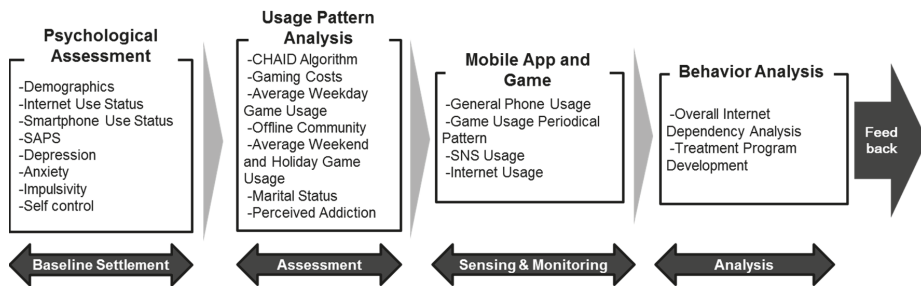 Psychological
Assessment
-Demographics
-Internet Use Status
-Smartphone Use Status
-SAPS
-Depression
-Anxiety
-Impulsivity
-Self control
Baseline Settlement
Usage Pattern
Analysis
-CHAID Algorithm
-Gaming Costs
-Average Weekday
Game Usage
-Offline Community
-Average Weekend
and Holiday Game
Usage
-Marital Status
-Perceived Addiction
Assessment
Mobile App and
Game
-General Phone Usage
-Game Usage Periodical
Pattern
-SNS Usage
-Internet Usage
Sensing & Monitoring
Behavior Analysis
-Overall Internet
Dependency Analysis
-Treatment Program
Development
Analysis
Feed
back